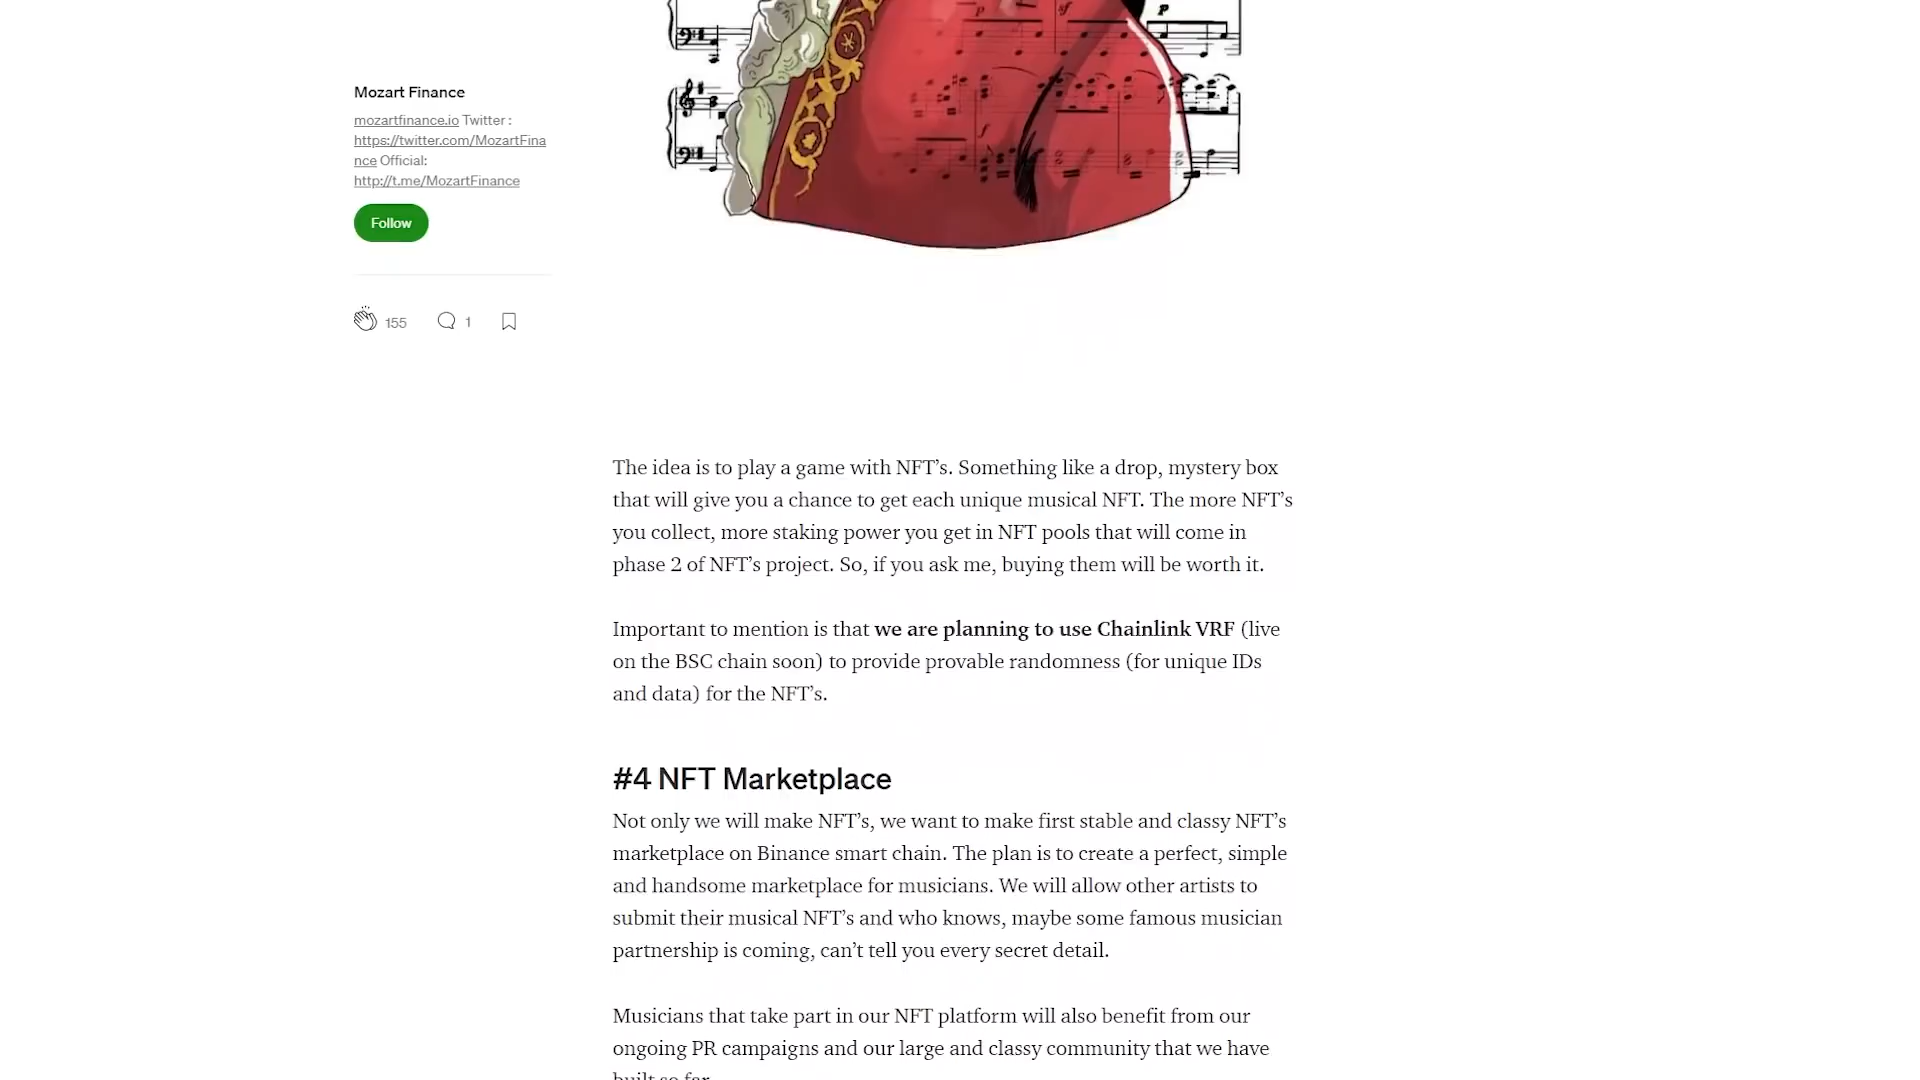 Mozart Finance
mozartfinance.io Twitter :
https://twitter.com/MozartFina
nce Official:
http://t.me/MozartFinance
Follow
155
1
The idea is to play a game with NFT’s. Something like a drop, mystery box
that will give you a chance to get each unique musical NFT. The more NFT’s
you collect, more staking power you get in NFT pools that will come in
phase 2 of NFT’s project. So, if you ask me, buying them will be worth it.
Important to mention is that we are planning to use Chainlink VRF (live
on the BSC chain soon) to provide provable randomness (for unique IDs
and data) for the NFT’s.
#4 NFT Marketplace
Not only we will make NFT’s, we want to make first stable and classy NFT’s
marketplace on Binance smart chain. The plan is to create a perfect, simple
and handsome marketplace for musicians. We will allow other artists to
submit their musical NFT’s and who knows, maybe some famous musician
partnership is coming, can’t tell you every secret detail.
Musicians that take part in our NFT platform will also benefit from our
ongoing PR campaigns and our large and classy community that we have
built so far